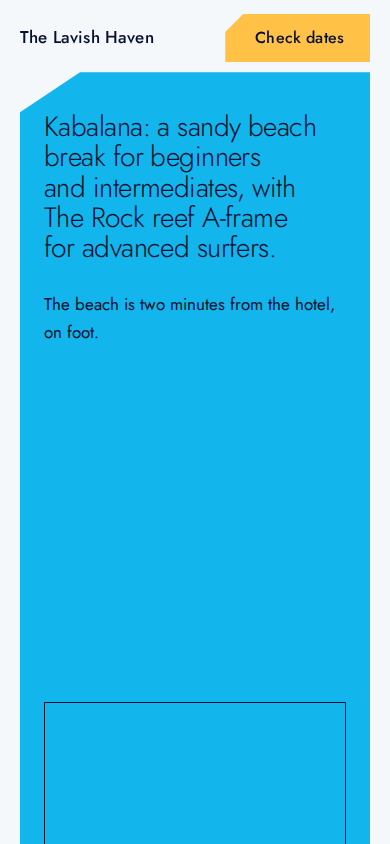 The Lavish Haven
Check dates
Kabalana: a sandy beach
break for beginners
and intermediates, with
The Rock reef A-frame
for advanced surfers.
The beach is two minutes from the hotel,
on foot.